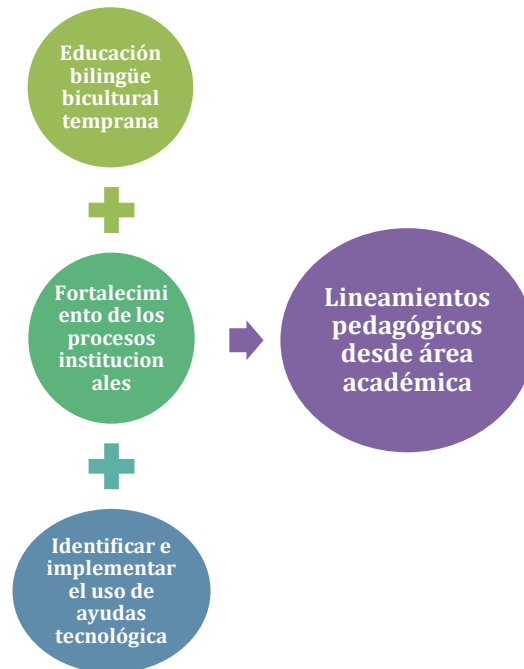 Educación
bilingüe
bicultural
temprana
Fortalecimi
ento de los
procesos
institucion
ales
Lineamientos
pedagógicos
desde área
académica
Identificar e
implementar
el uso de
ayudas
tecnológica